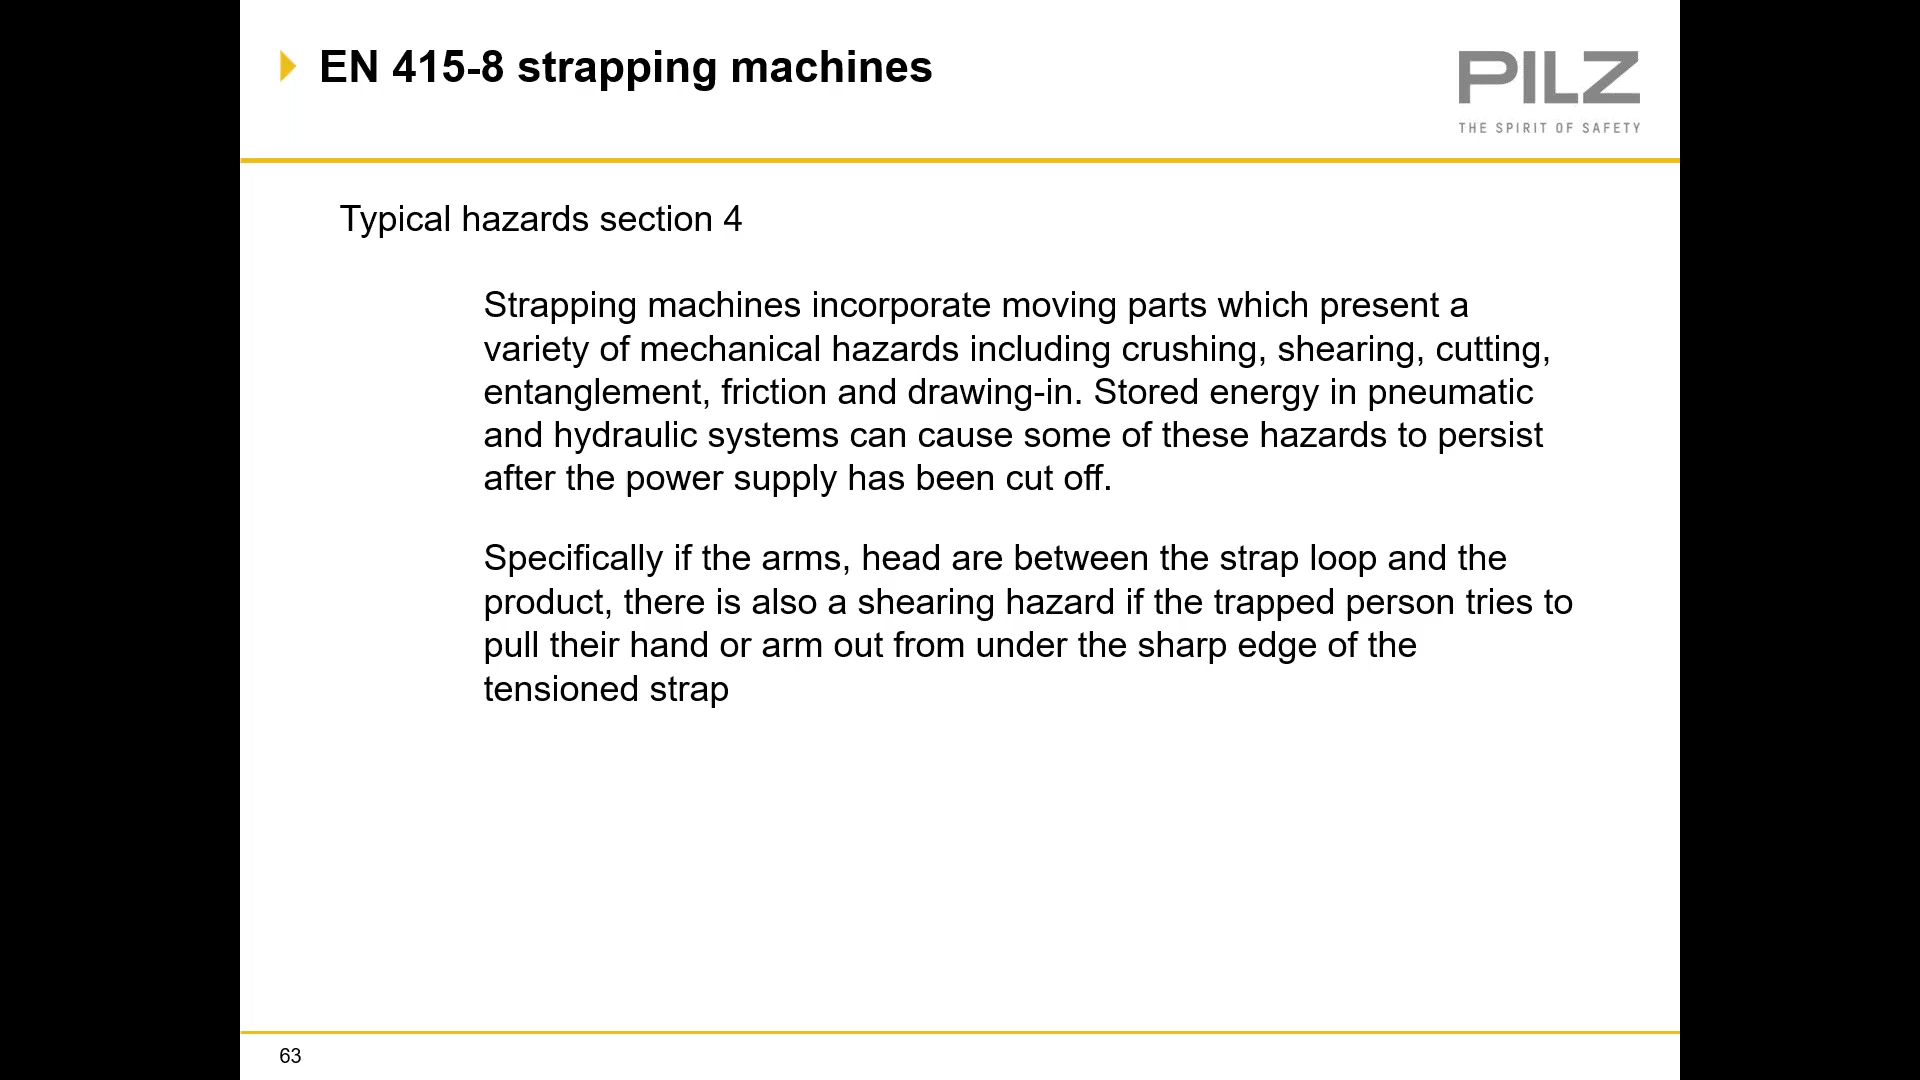 EN 415-8 strapping machines
PILZ
THE SPIRIT OF SAFETY
Typical hazards section 4
Strapping machines incorporate moving parts which present a
variety of mechanical hazards including crushing, shearing, cutting,
entanglement, friction and drawing-in. Stored energy in pneumatic
and hydraulic systems can cause some of these hazards to persist
after the power supply has been cut off.
Specifically if the arms, head are between the strap loop and the
product, there is also a shearing hazard if the trapped person tries to
pull their hand or arm out from under the sharp edge of the
tensioned strap
63